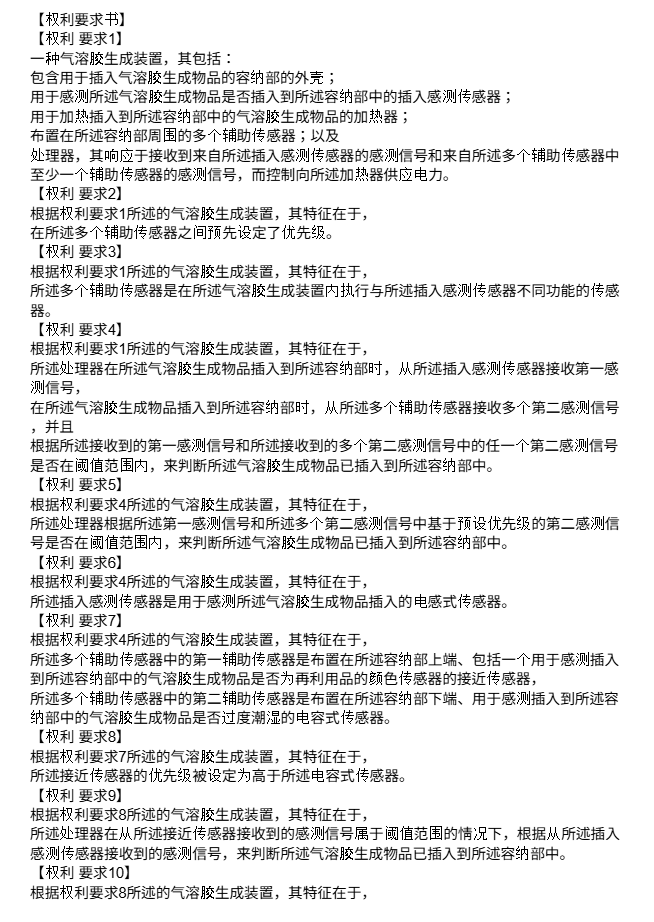 【权利要求书】
【权利 要求1】
一种气溶胶生成装置，其包括：
包含用于插入气溶胶生成物品的容纳部的外壳；
用于感测所述气溶胶生成物品是否插入到所述容纳部中的插入感测传感器；
用于加热插入到所述容纳部中的气溶胶生成物品的加热器；
布置在所述容纳部周围的多个辅助传感器；以及
处理器，其响应于接收到来自所述插入感测传感器的感测信号和来自所述多个辅助传感器中
至少一个辅助传感器的感测信号，而控制向所述加热器供应电力。
【权利 要求2】
根据权利要求1所述的气溶胶生成装置，其特征在于，
在所述多个辅助传感器之间预先设定了优先级。
【权利 要求3】
根据权利要求1所述的气溶胶生成装置，其特征在于，
所述多个辅助传感器是在所述气溶胶生成装置内执行与所述插入感测传感器不同功能的传感
器。
【权利 要求4】
根据权利要求1所述的气溶胶生成装置，其特征在于，
所述处理器在所述气溶胶生成物品插入到所述容纳部时，从所述插入感测传感器接收第一感
测信号，
在所述气溶胶生成物品插入到所述容纳部时，从所述多个辅助传感器接收多个第二感测信号
，并且
根据所述接收到的第一感测信号和所述接收到的多个第二感测信号中的任一个第二感测信号
是否在阈值范围内，来判断所述气溶胶生成物品已插入到所述容纳部中。
【权利 要求5】
根据权利要求4所述的气溶胶生成装置，其特征在于，
所述处理器根据所述第一感测信号和所述多个第二感测信号中基于预设优先级的第二感测信
号是否在阈值范围内，来判断所述气溶胶生成物品已插入到所述容纳部中。
【权利 要求6】
根据权利要求4所述的气溶胶生成装置，其特征在于，
所述插入感测传感器是用于感测所述气溶胶生成物品插入的电感式传感器。
【权利 要求7】
根据权利要求4所述的气溶胶生成装置，其特征在于，
所述多个辅助传感器中的第一辅助传感器是布置在所述容纳部上端、包括一个用于感测插入
到所述容纳部中的气溶胶生成物品是否为再利用品的颜色传感器的接近传感器，
所述多个辅助传感器中的第二辅助传感器是布置在所述容纳部下端、用于感测插入到所述容
纳部中的气溶胶生成物品是否过度潮湿的电容式传感器。
【权利 要求8】
根据权利要求7所述的气溶胶生成装置，其特征在于，
所述接近传感器的优先级被设定为高于所述电容式传感器。
【权利 要求9】
根据权利要求8所述的气溶胶生成装置，其特征在于，
所述处理器在从所述接近传感器接收到的感测信号属于阈值范围的情况下，根据从所述插入
感测传感器接收到的感测信号，来判断所述气溶胶生成物品已插入到所述容纳部中。
【权利 要求10】
根据权利要求8所述的气溶胶生成装置，其特征在于，